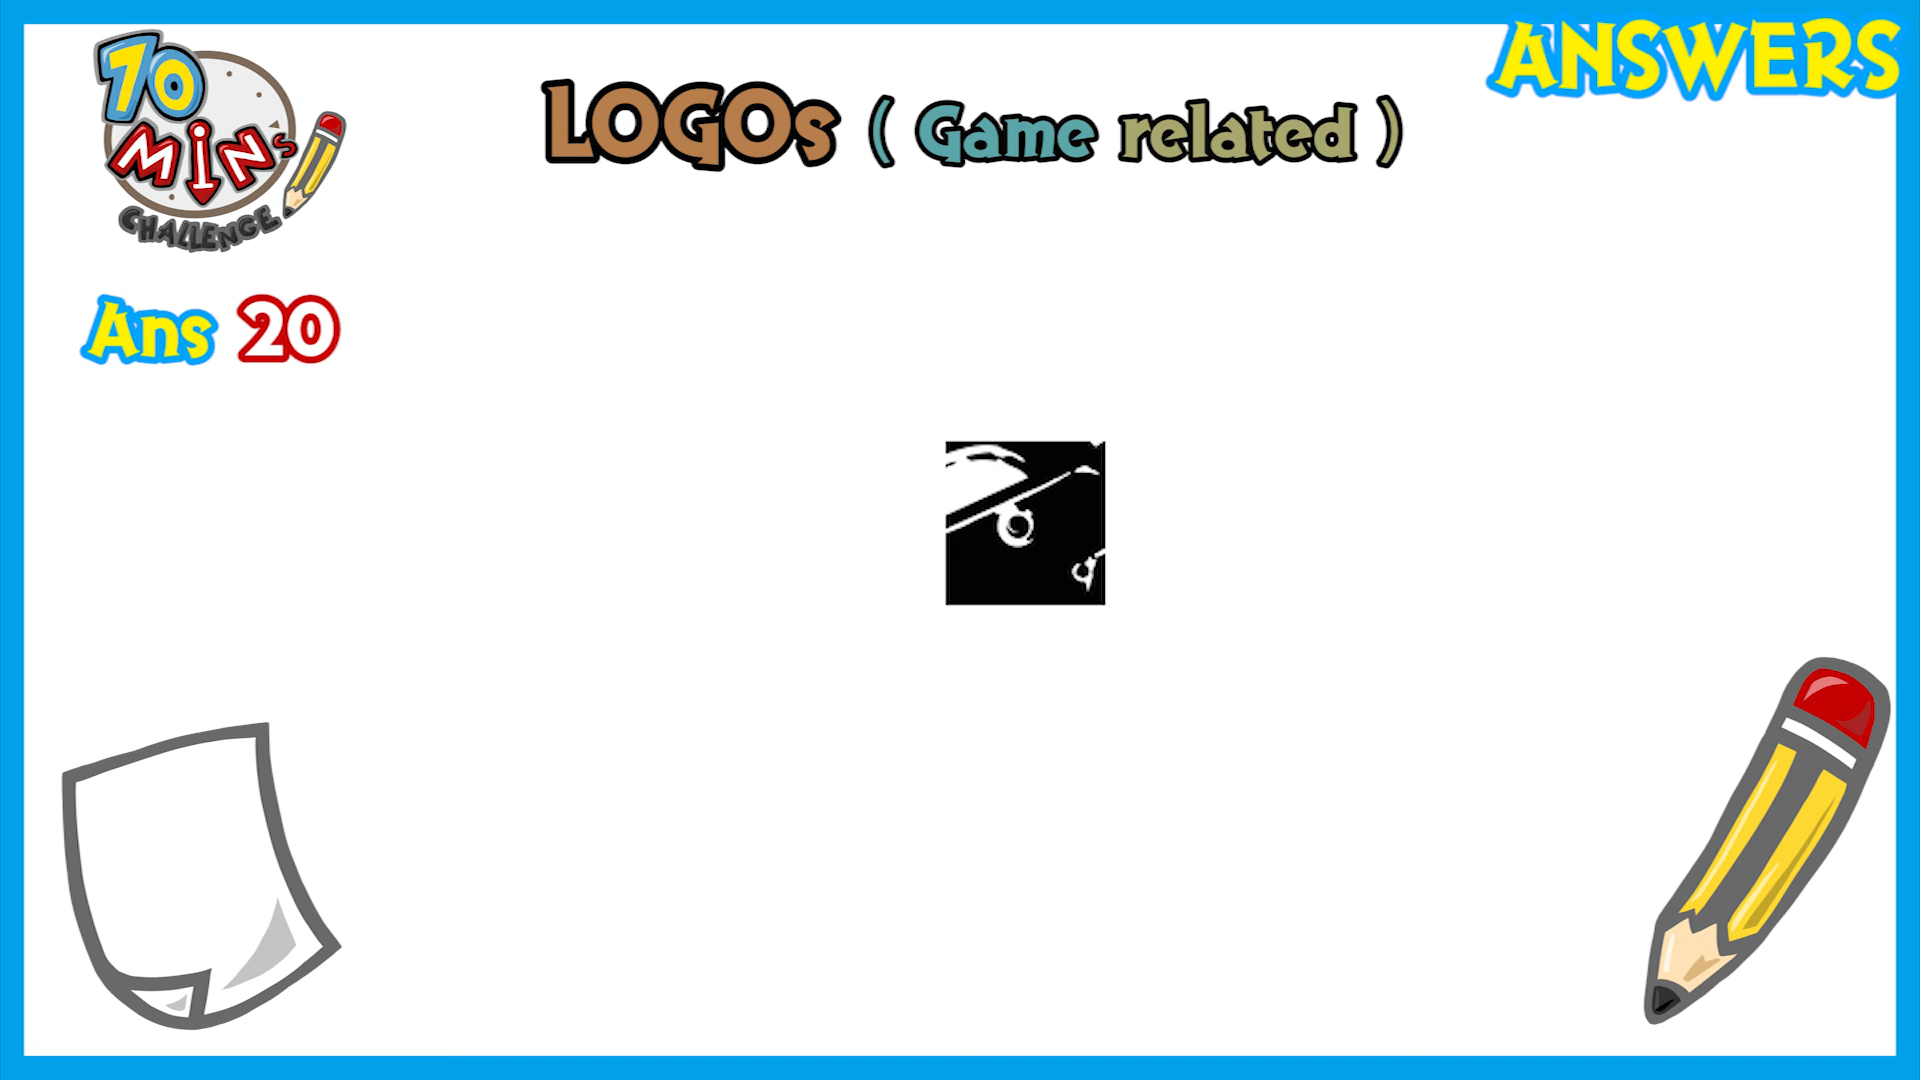 70
MINs
CHALLENGE
LOGOs ( Game related )
ANSWERS
Ans 20